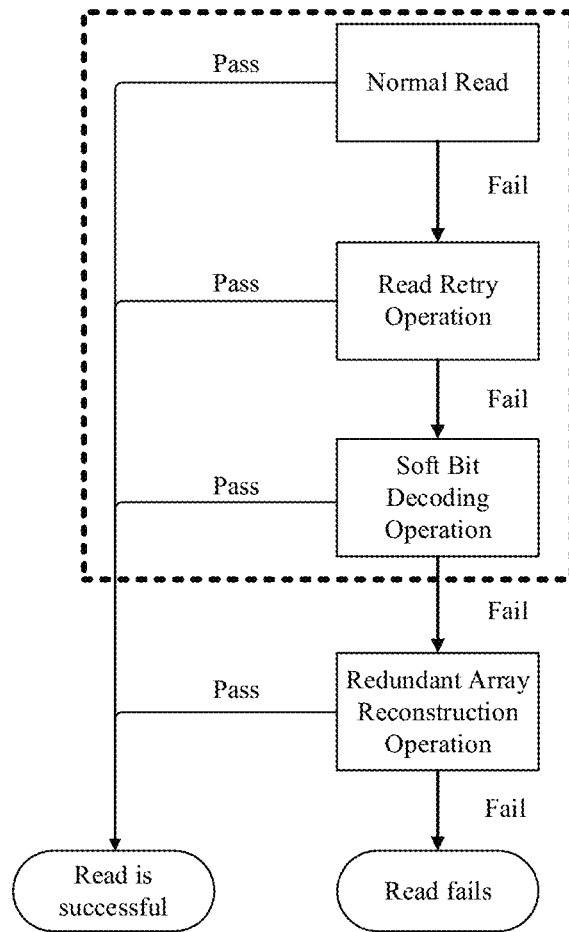 Pass
Normal Read
Fail
Pass
Read Retry
Operation
Fail
Pass
Soft Bit
Decoding
Operation
Fail
Pass
Redundant Array
Reconstruction
Operation
Fail
Read is
successful
Read fails